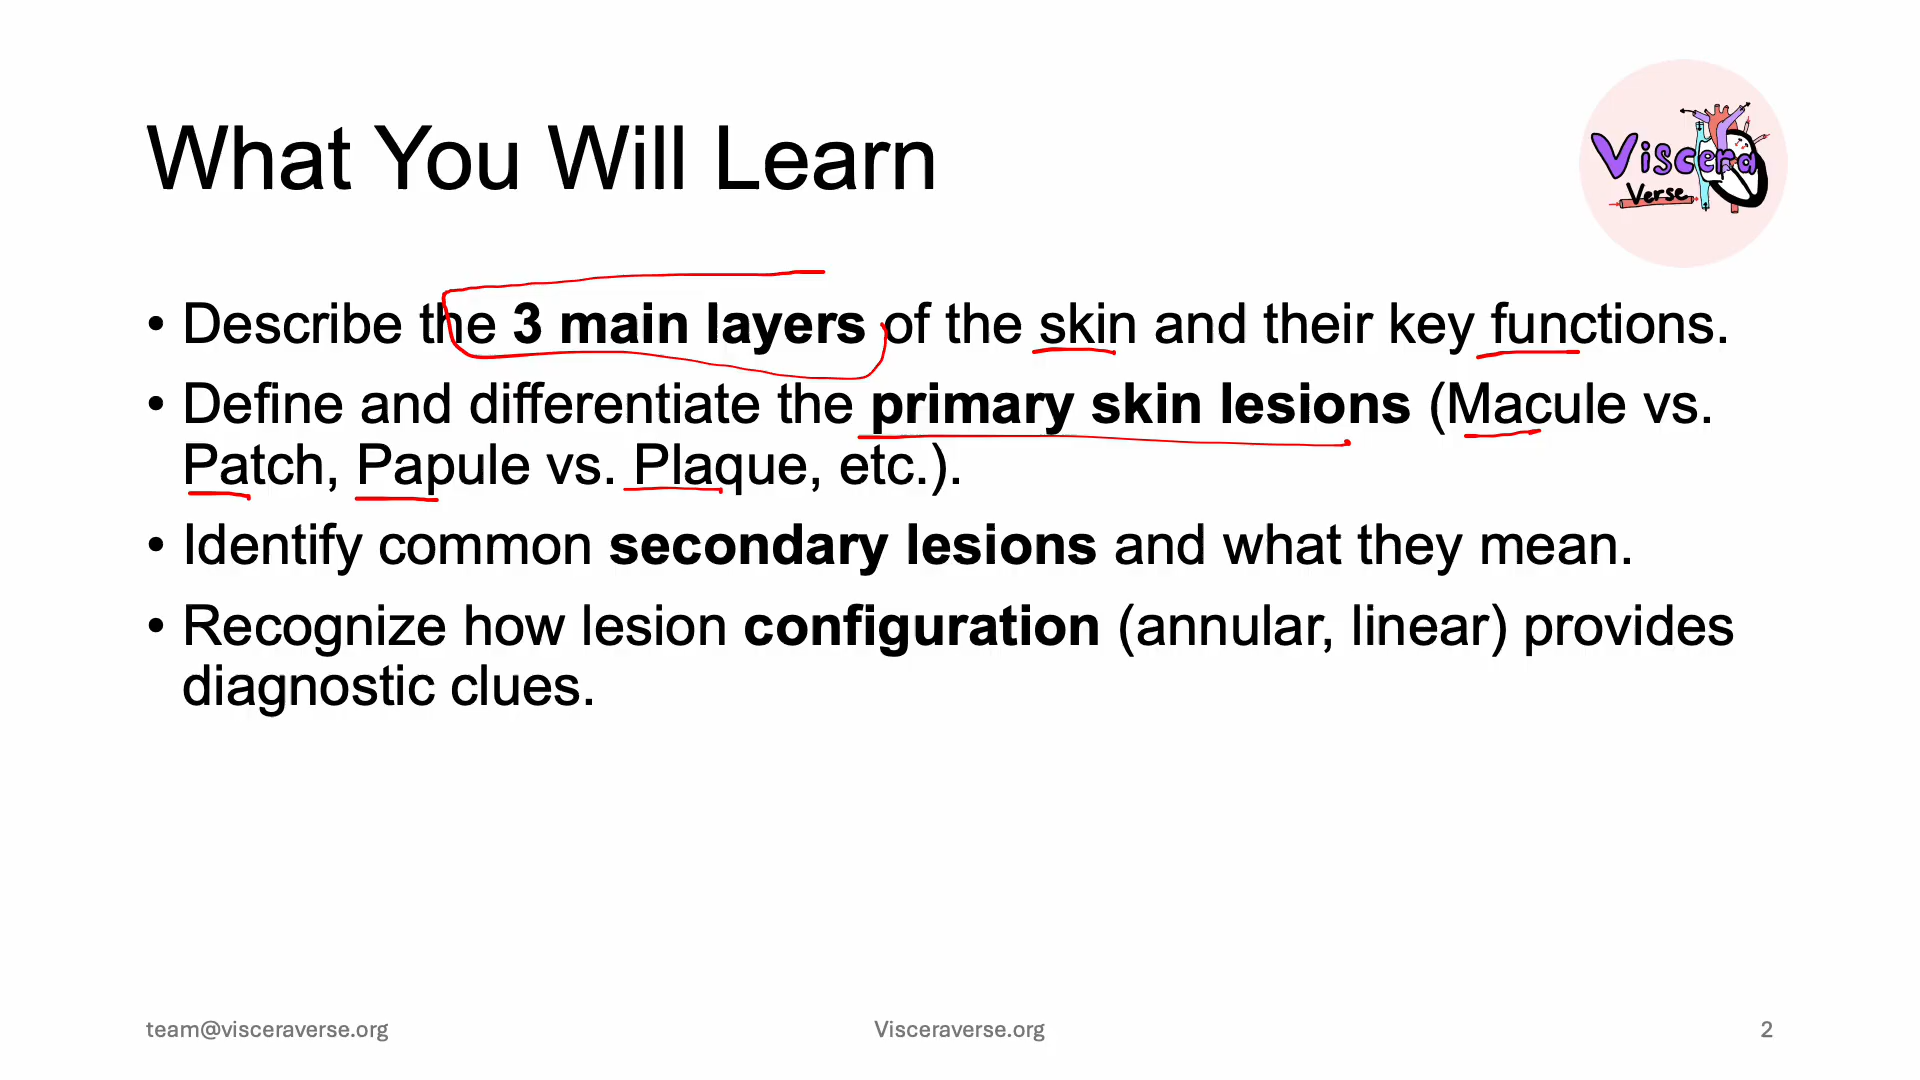 What You Will Learn
Viscera
Verse
• Describe the 3 main layers of the skin and their key functions.
• Define and differentiate the primary skin lesions (Macule vs.
Patch, Papule vs. Plaque, etc.).
• Identify common secondary lesions and what they mean.
• Recognize how lesion configuration (annular, linear) provides
diagnostic clues.
team@visceraverse.org
Visceraverse.org
2